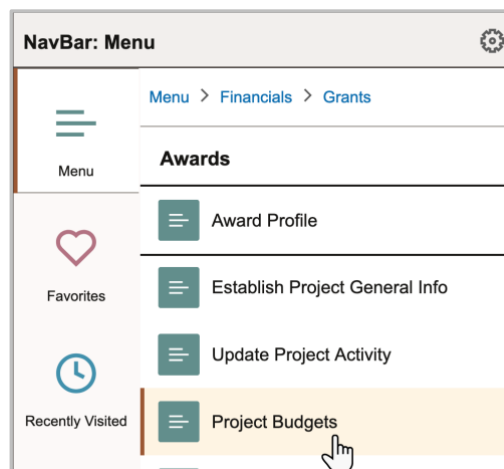 NavBar: Menu
Menu > Financials > Grants
Menu
Awards
Award Profile
Favorites
Establish Project General Info
Update Project Activity
Recently Visited
Project Budgets